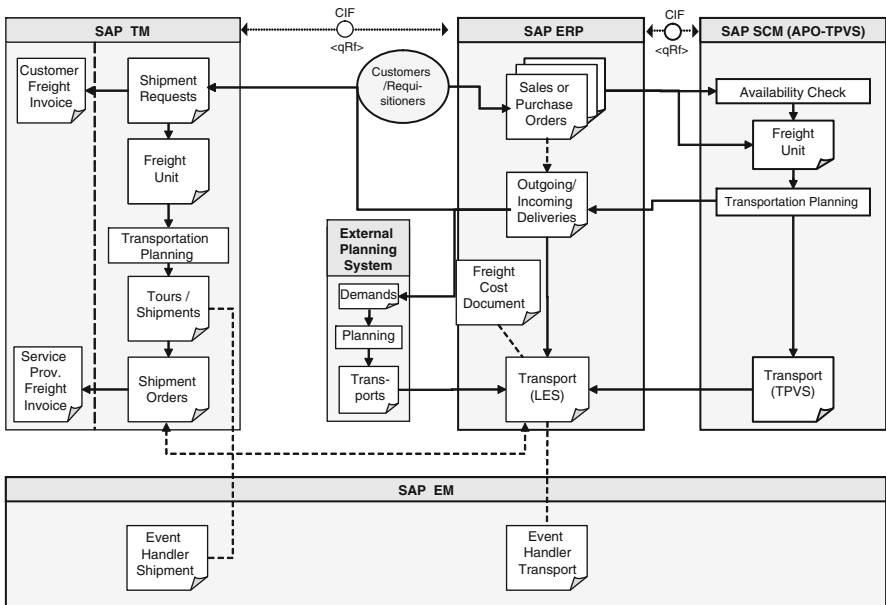 CIF
<qRf>
CIF
<qRf>
SAP TM
SAP ERP
SAP SCM (APO-TPVS)
Customer
Freight
Invoice
Shipment
Requests
Customers
/Requi-
sitioners
Sales or
Purchase
Orders
Availability Check
Freight
Unit
Freight
Unit
Outgoing/
Incoming
Deliveries
Transportation Planning
Transportation
Planning
External
Planning
System
Freight
Cost
Document
Tours /
Shipments
Demands
Planning
Service
Prov.
Freight
Invoice
Shipment
Orders
Trans-
ports
Transport
(LES)
Transport
(TPVS)
SAP EM
Event
Handler
Shipment
Event
Handler
Transport